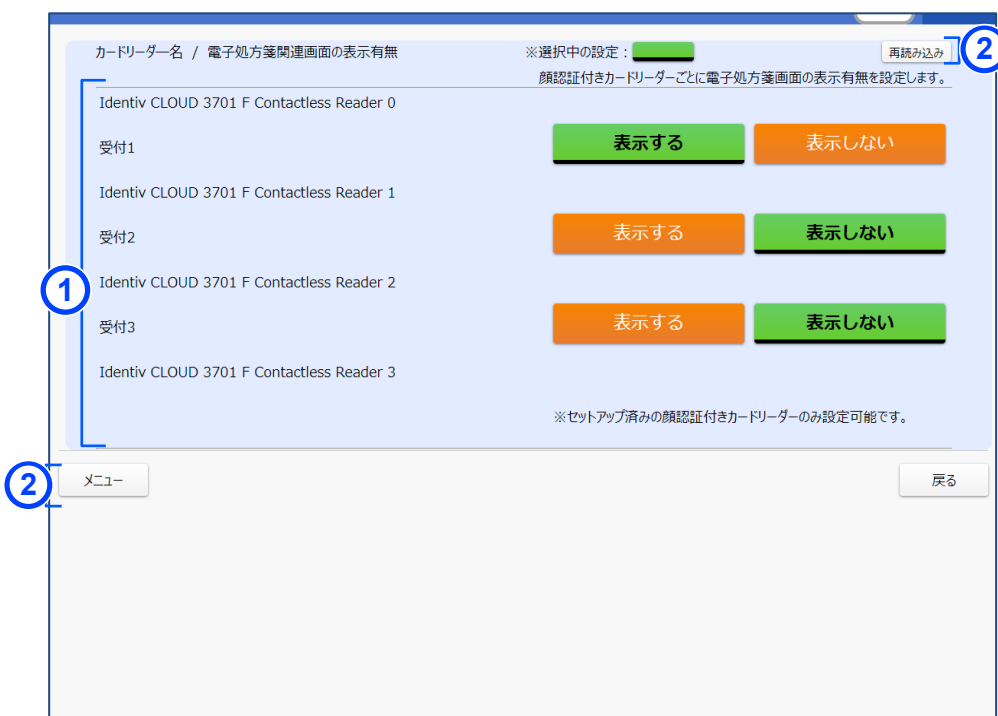 カードリーダー名 / 電子処方箋関連画面の表示有無 ※選択中の設定： 再読み込み ②
顔認証付きカードリーダーごとに電子処方箋画面の表示有無を設定します。
Identiv CLOUD 3701 F Contactless Reader 0
受付1 表示する 表示しない
Identiv CLOUD 3701 F Contactless Reader 1
受付2 表示する 表示しない
① Identiv CLOUD 3701 F Contactless Reader 2
受付3 表示する 表示しない
Identiv CLOUD 3701 F Contactless Reader 3
※セットアップ済みの顔認証付きカードリーダーのみ設定可能です。
② メニュー 戻る